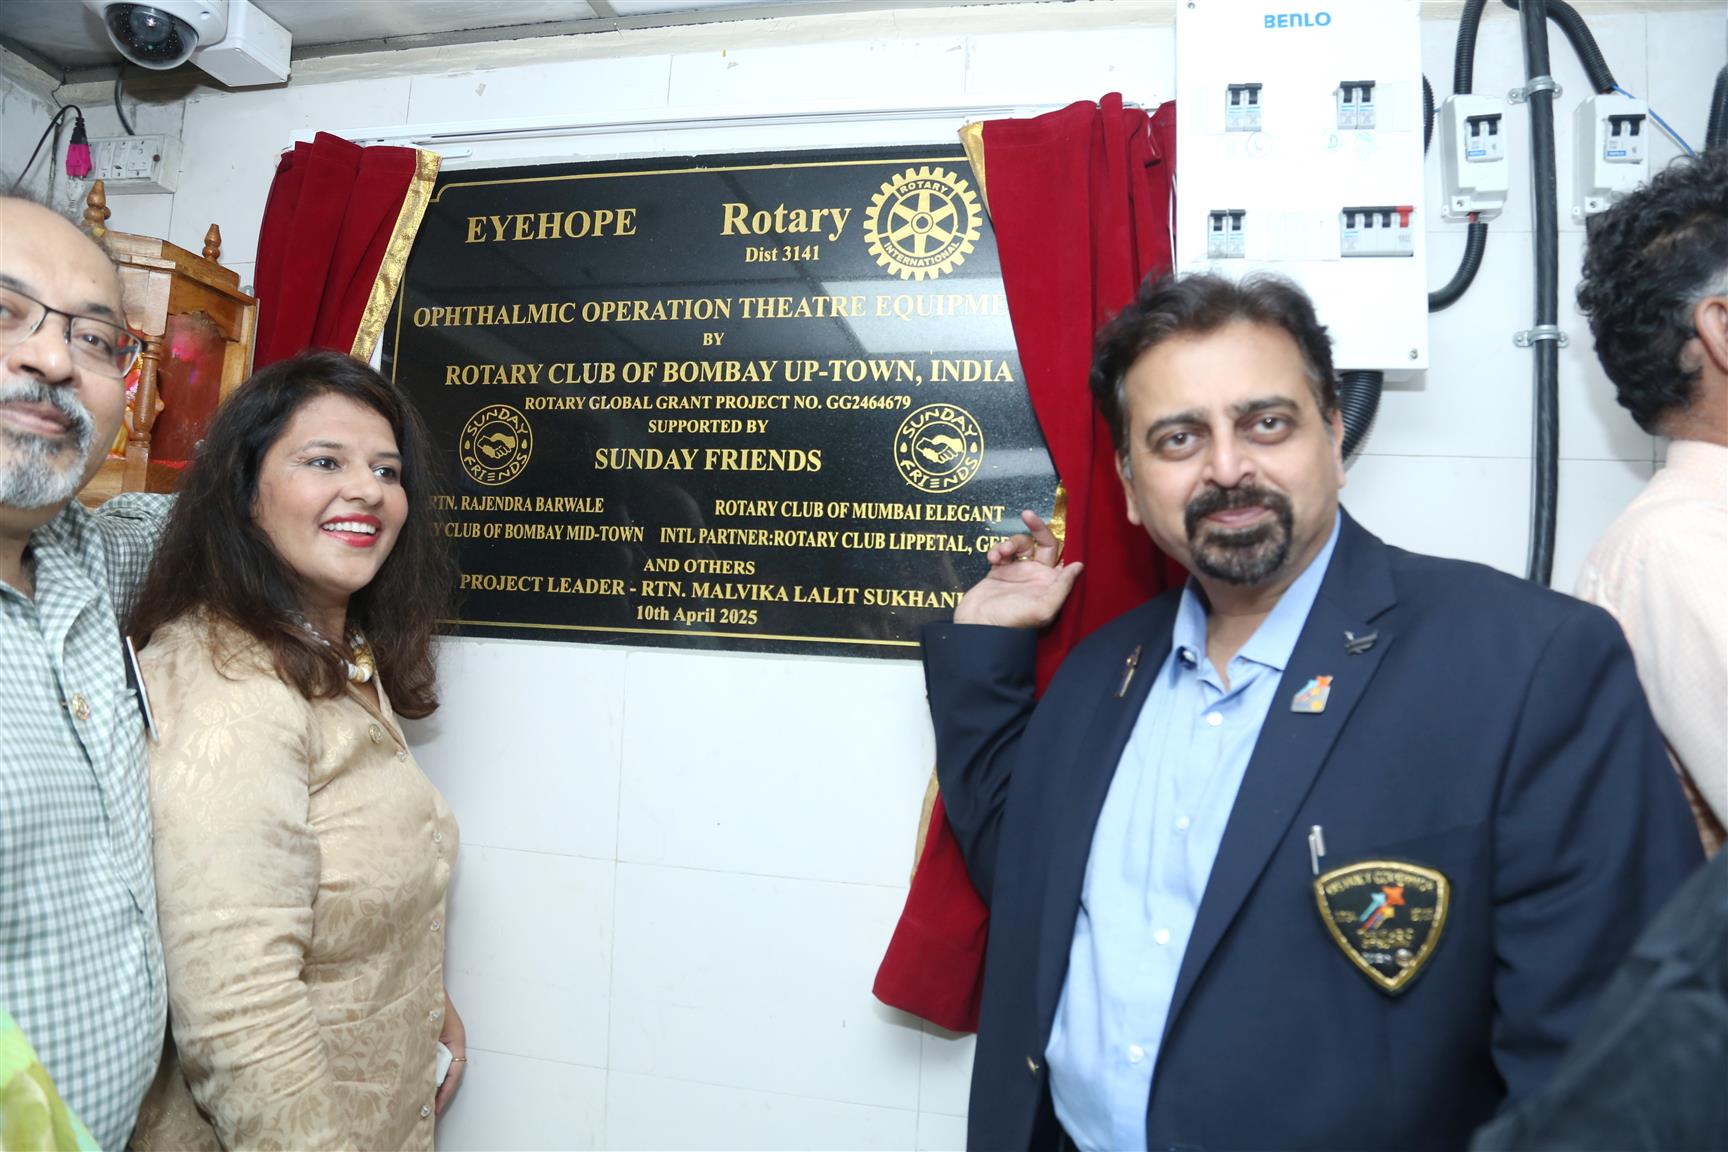 BENLO
EYEHOPE
Rotary
Dist 3141
ROTARY
INTERNATIONAL
OPHTHALMIC OPERATION THEATRE EQUIPME
BY
ROTARY CLUB OF BOMBAY UP-TOWN, INDIA
ROTARY GLOBAL GRANT PROJECT NO. GG2464679
SUPPORTED BY
SUNDAY FRIENDS
SUNDAY FRIENDS
SUNDAY FRIENDS
RTN. RAJENDRA BARWALE
ROTARY CLUB OF MUMBAI ELEGANT
CLUB OF BOMBAY MID-TOWN
INTL PARTNER:ROTARY CLUB LIPPETAL,
AND OTHERS
PROJECT LEADER - RTN. MALVIKA LALIT SUKHANI
10th April 2025